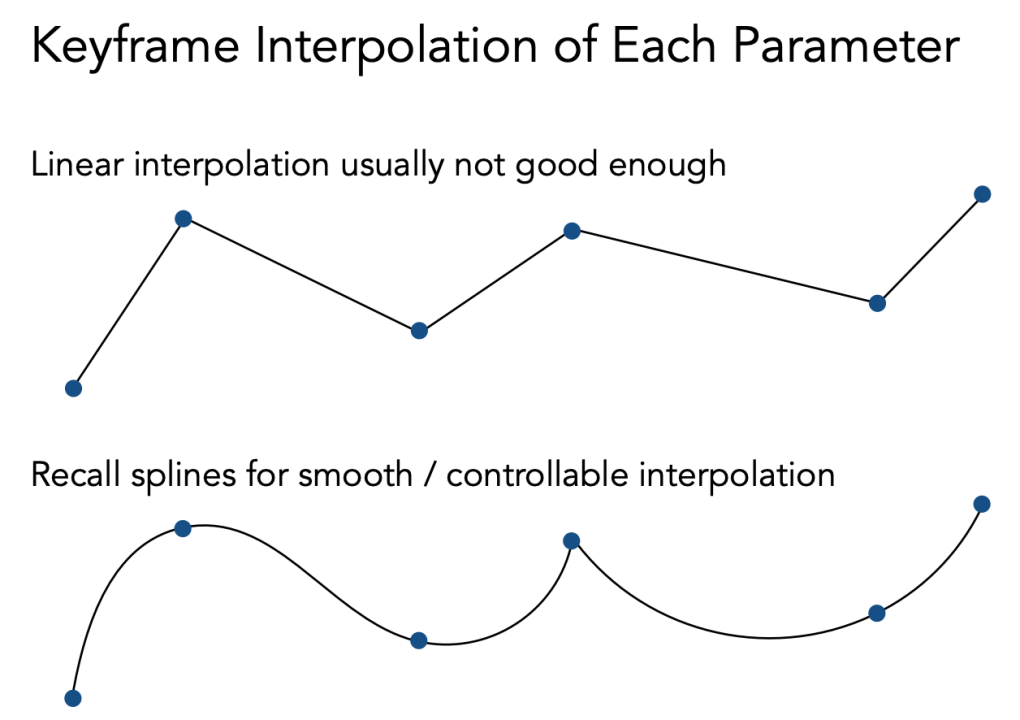 Keyframe Interpolation of Each Parameter
Linear interpolation usually not good enough
Recall splines for smooth / controllable interpolation